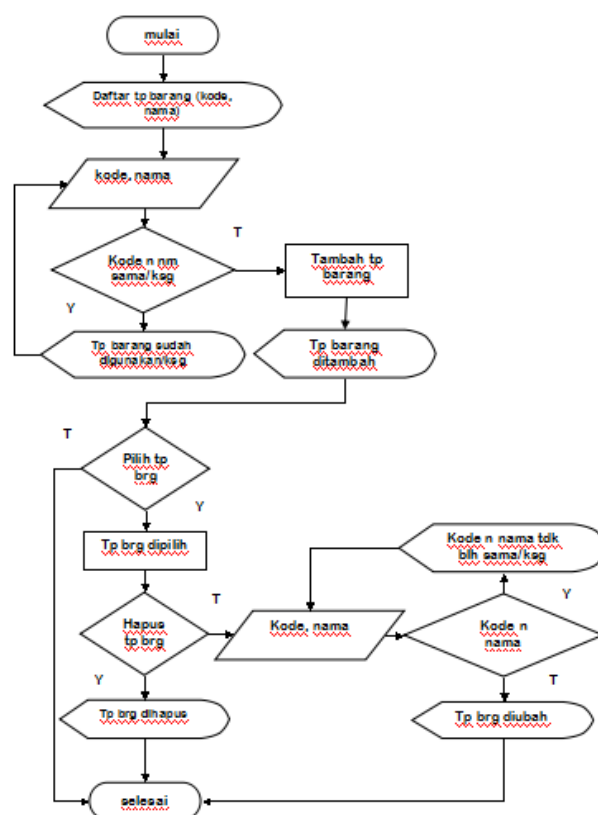 mulai
Daftar tp barang (kode,
nama)
kode, nama
T
Kode n nm
sama/ksg
Tambah tp
barang
Y
Tp barang sudah
digunakan/ksg
Tp barang
ditambah
T
Pilih tp
brg
Y
Tp brg dipilih
Kode n nama tdk
blh sama/ksg
T
Hapus
tp brg
Kode, nama
Y
Kode n
nama
Y
T
Tp brg dihapus
Tp brg diubah
selesai